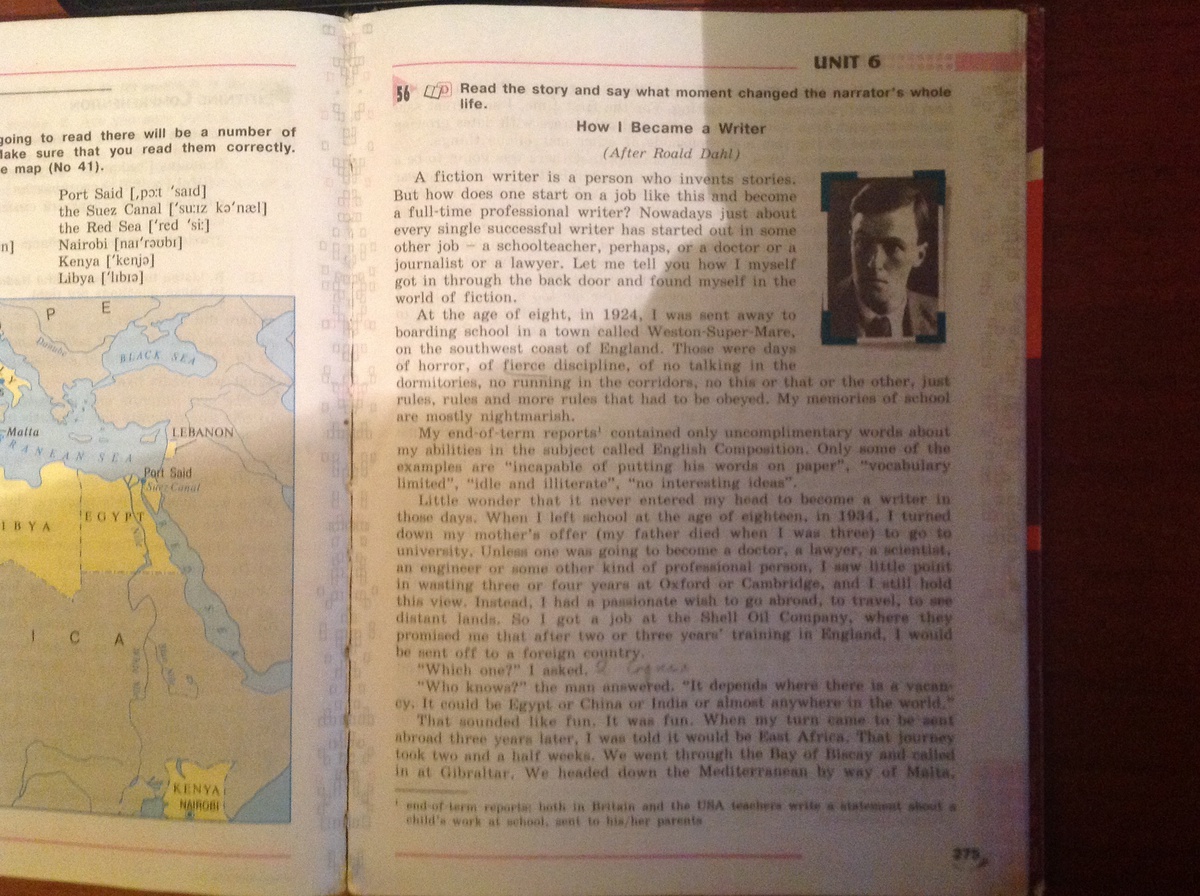 going to read there will be a number of
Make sure that you read them correctly.
e map (No 41).
Port Said [ˌpɔːt ˈsaɪd]
the Suez Canal [ˈsuːɪz kəˈnæl]
the Red Sea [ˈred ˈsiː]
n] Nairobi [naɪˈrəʊbɪ]
Kenya [ˈkenjə]
Libya [ˈlɪbɪə]
P E
Danube
BLACK SEA
LY
Malta
LEBANON
RANEAN SEA
Port Said
Suez Canal
IBYA
EGYPT
NILE
RED SEA
I C A
KENYA
NAIROBI
UNIT 6
56 Read the story and say what moment changed the narrator's whole
life.
How I Became a Writer
(After Roald Dahl)
A fiction writer is a person who invents stories.
But how does one start on a job like this and become
a full-time professional writer? Nowadays just about
every single successful writer has started out in some
other job – a schoolteacher, perhaps, or a doctor or a
journalist or a lawyer. Let me tell you how I myself
got in through the back door and found myself in the
world of fiction.
At the age of eight, in 1924, I was sent away to
boarding school in a town called Weston-Super-Mare,
on the southwest coast of England. Those were days
of horror, of fierce discipline, of no talking in the
dormitories, no running in the corridors, no this or that or the other, just
rules, rules and more rules that had to be obeyed. My memories of school
are mostly nightmarish.
My end-of-term reports¹ contained only uncomplimentary words about
my abilities in the subject called English Composition. Only some of the
examples are “incapable of putting his words on paper”, “vocabulary
limited”, “idle and illiterate”, “no interesting ideas”.
Little wonder that it never entered my head to become a writer in
those days. When I left school at the age of eighteen, in 1934, I turned
down my mother's offer (my father died when I was three) to go to
university. Unless one was going to become a doctor, a lawyer, a scientist,
an engineer or some other kind of professional person, I saw little point
in wasting three or four years at Oxford or Cambridge, and I still hold
this view. Instead, I had a passionate wish to go abroad, to travel, to see
distant lands. So I got a job at the Shell Oil Company, where they
promised me that after two or three years' training in England, I would
be sent off to a foreign country.
“Which one?” I asked.
“Who knows?” the man answered. “It depends where there is a vacan-
cy. It could be Egypt or China or India or almost anywhere in the world.”
That sounded like fun. It was fun. When my turn came to be sent
abroad three years later, I was told it would be East Africa. That journey
took two and a half weeks. We went through the Bay of Biscay and called
in at Gibraltar. We headed down the Mediterranean by way of Malta,
¹ end-of-term reports: both in Britain and the USA teachers write a statement about a
child's work at school, sent to his/her parents
275